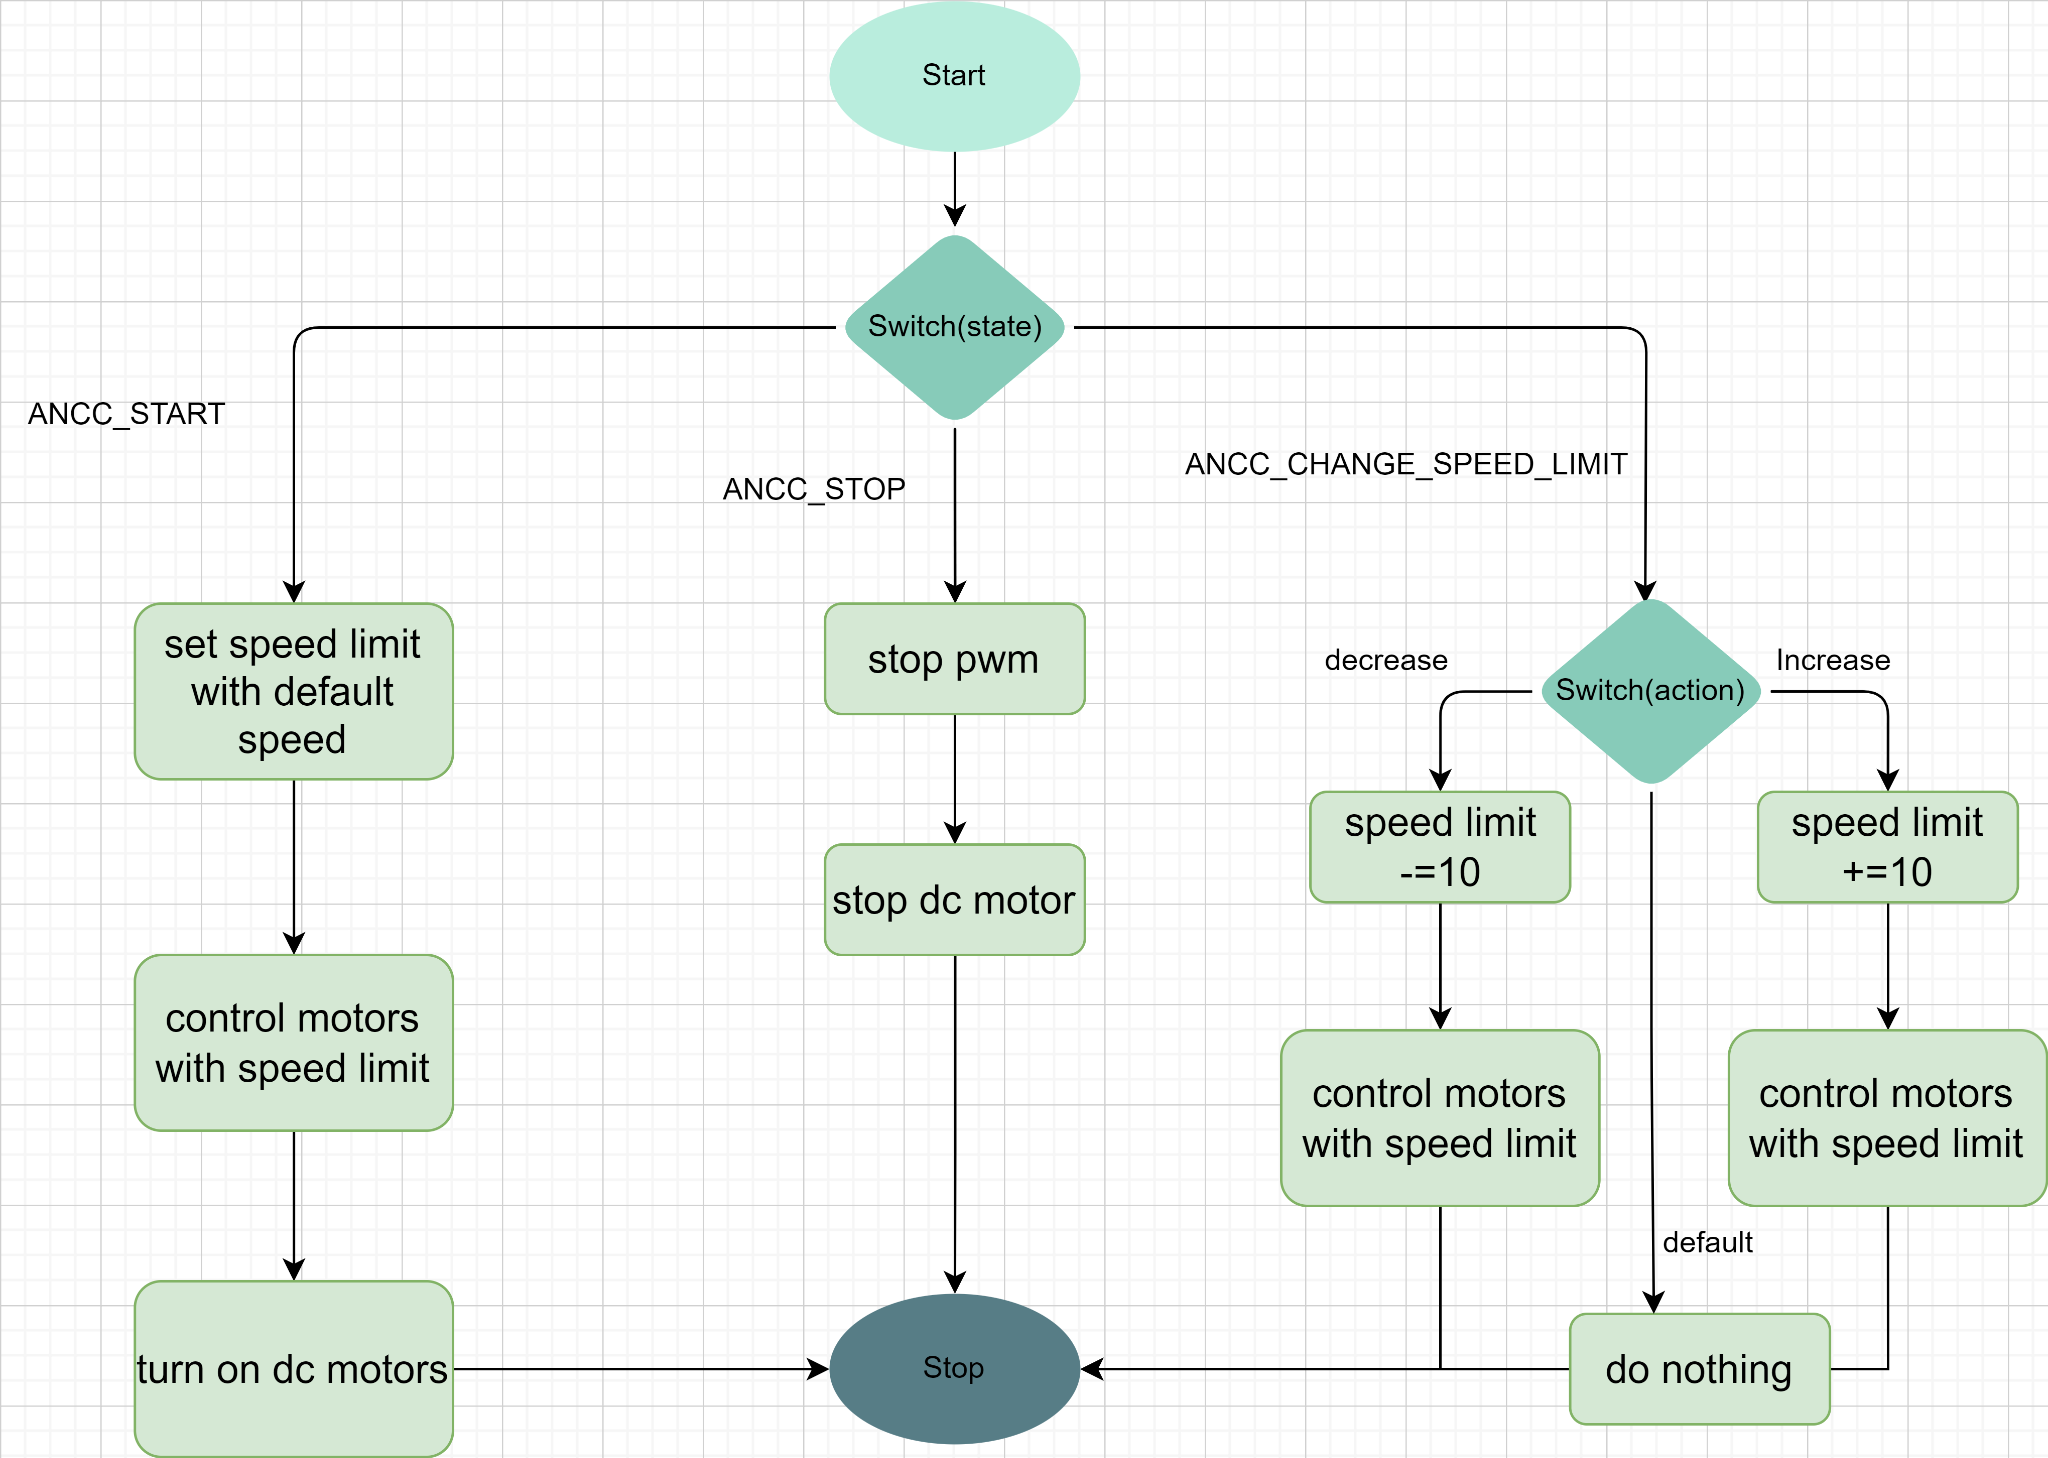 Start
Switch(state)
ANCC_START
ANCC_STOP
ANCC_CHANGE_SPEED_LIMIT
set speed limit
with default
speed
control motors
with speed limit
turn on dc motors
stop pwm
stop dc motor
Stop
Switch(action)
decrease
speed limit
-=10
control motors
with speed limit
Increase
speed limit
+=10
control motors
with speed limit
default
do nothing